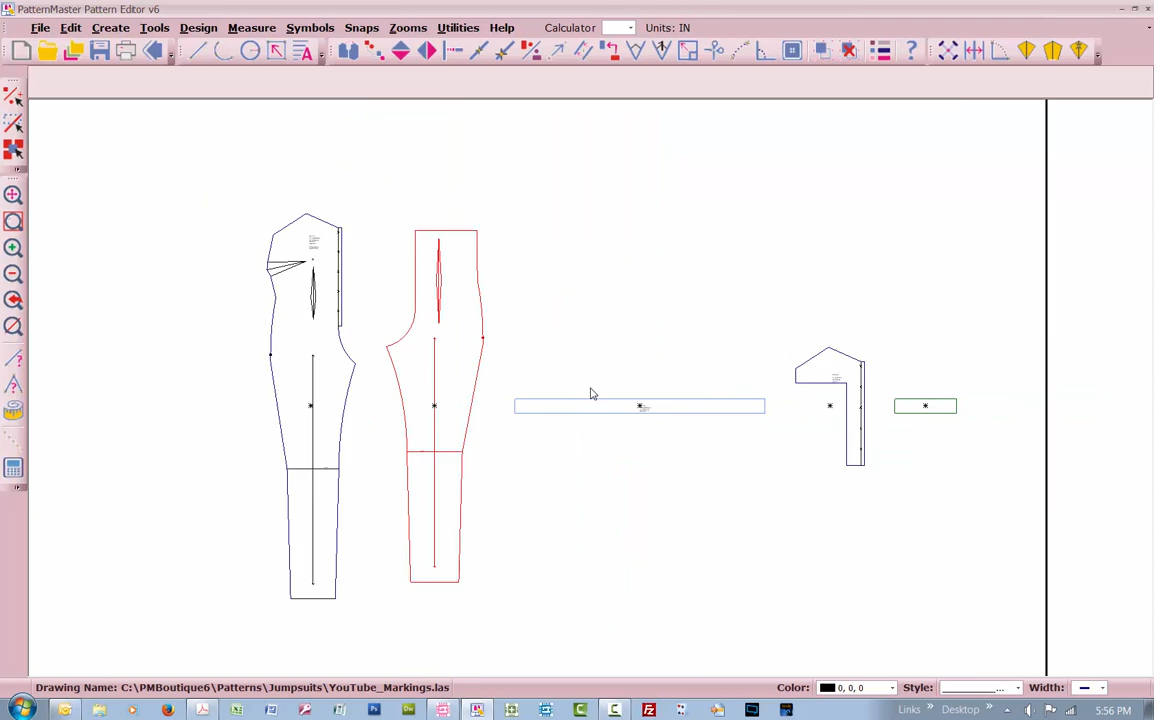 PatternMaster Pattern Editor v6
File Edit Create Tools Design Measure Symbols Snaps Zooms Utilities Help Calculator Units: IN
Drawing Name: C:\PMBoutique6\Patterns\Jumpsuits\YouTube_Markings.las
Color: 0, 0, 0 Style: ... Width:
Links » Desktop » 5:56 PM